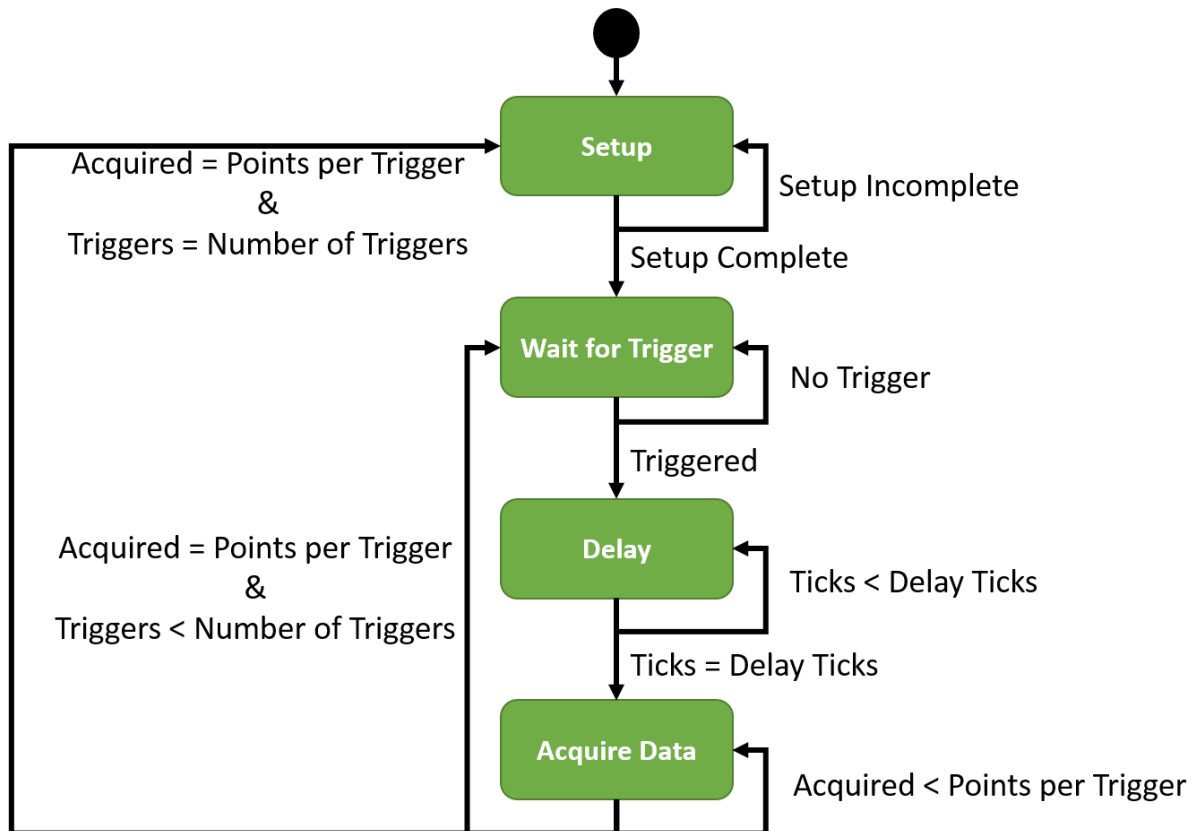 Setup
Acquired = Points per Trigger
&
Triggers = Number of Triggers
Setup Incomplete
Setup Complete
Wait for Trigger
No Trigger
Triggered
Delay
Acquired = Points per Trigger
&
Triggers < Number of Triggers
Ticks < Delay Ticks
Ticks = Delay Ticks
Acquire Data
Acquired < Points per Trigger